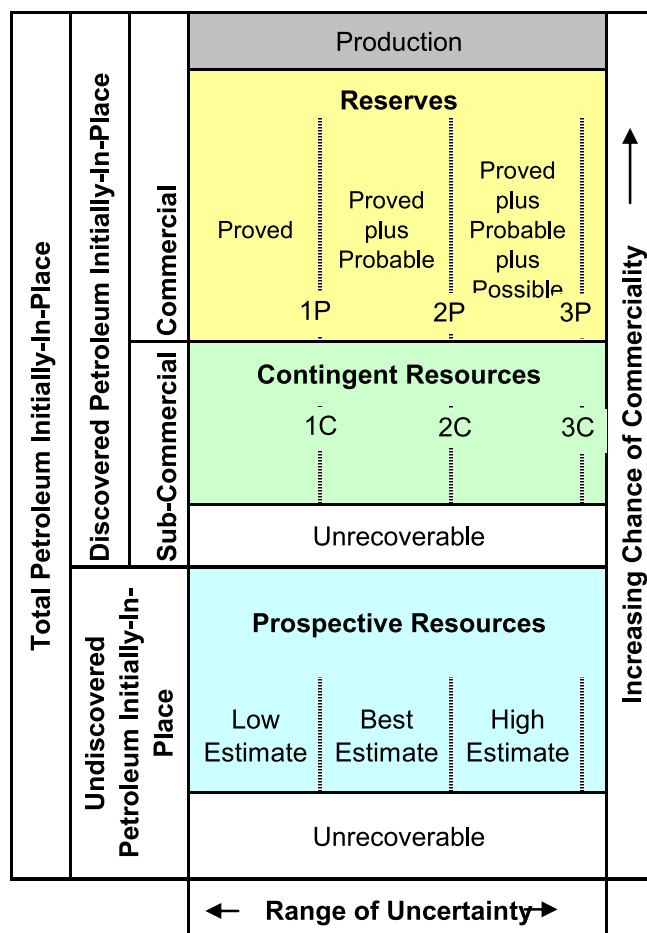 Total Petroleum Initially-In-Place
Discovered Petroleum Initially-In-Place
Commercial
Production
Reserves
Proved
Proved
plus
Probable
Proved
plus
Probable
plus
Possible
1P
2P
3P
Sub-Commercial
Contingent Resources
1C
2C
3C
Unrecoverable
Undiscovered
Petroleum Initially-In-
Place
Prospective Resources
Low
Estimate
Best
Estimate
High
Estimate
Unrecoverable
Increasing Chance of Commerciality
Range of Uncertainty